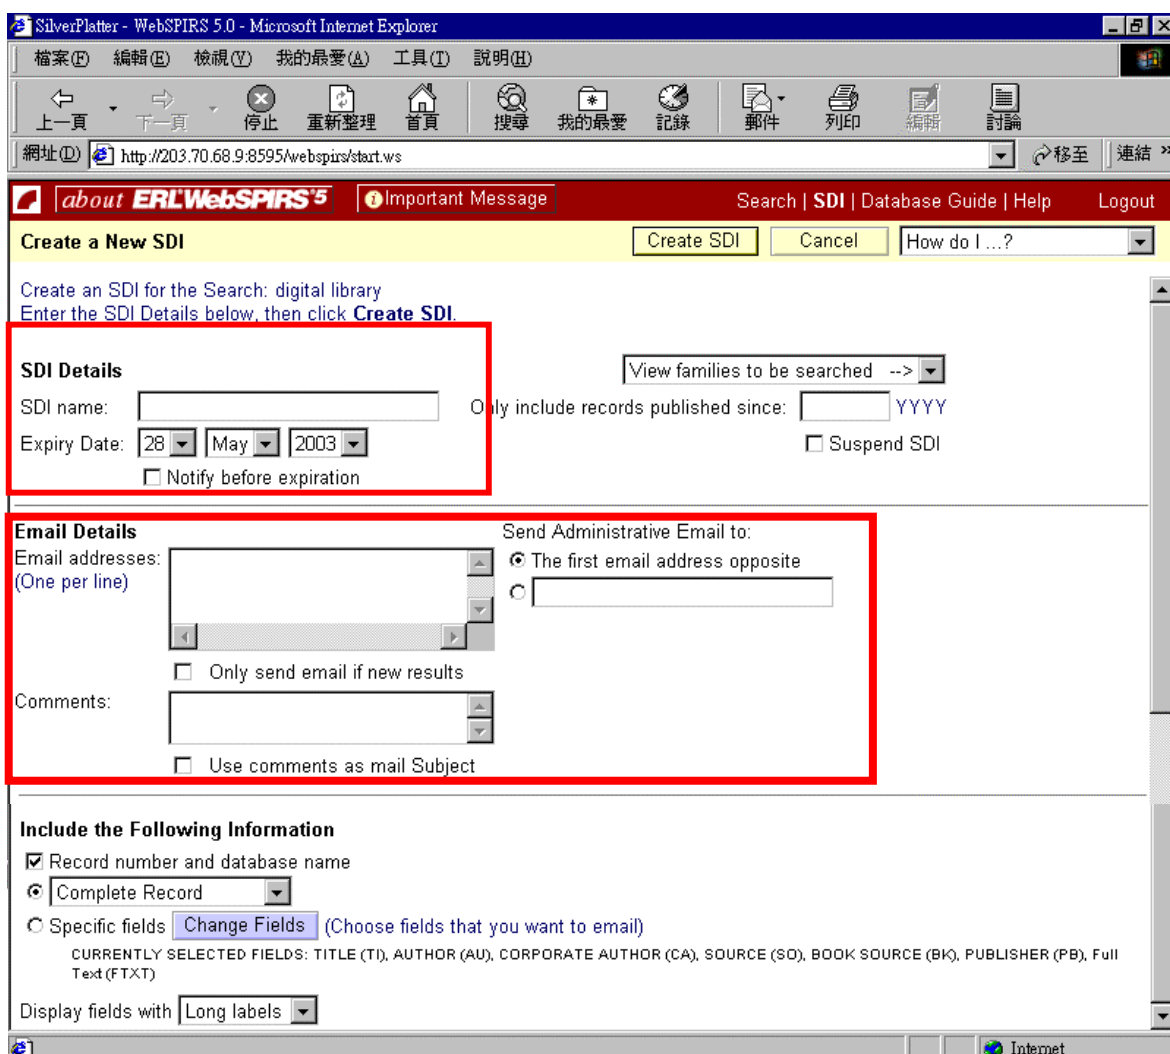 SilverPlatter - WebSPIRS 5.0 - Microsoft Internet Explorer
檔案(F) 編輯(E) 檢視(V) 我的最愛(A) 工具(T) 說明(H)
上一頁 下一頁 停止 重新整理 首頁 搜尋 我的最愛 記錄 郵件 列印 編輯 討論
網址(D) http://203.70.68.9:8595/webspirs/start.ws 移至 連結 »
about ERL®WebSPIRS®5 Important Message Search | SDI | Database Guide | Help Logout
Create a New SDI Create SDI Cancel How do I ...?
Create an SDI for the Search: digital library
Enter the SDI Details below, then click Create SDI.
SDI Details View families to be searched -->
SDI name: Only include records published since: YYYY
Expiry Date: 28 May 2003 Suspend SDI
Notify before expiration
Email Details Send Administrative Email to:
Email addresses: The first email address opposite
(One per line)
Only send email if new results
Comments:
Use comments as mail Subject
Include the Following Information
Record number and database name
Complete Record
Specific fields Change Fields (Choose fields that you want to email)
CURRENTLY SELECTED FIELDS: TITLE (TI), AUTHOR (AU), CORPORATE AUTHOR (CA), SOURCE (SO), BOOK SOURCE (BK), PUBLISHER (PB), Full
Text (FTXT)
Display fields with Long labels
Internet